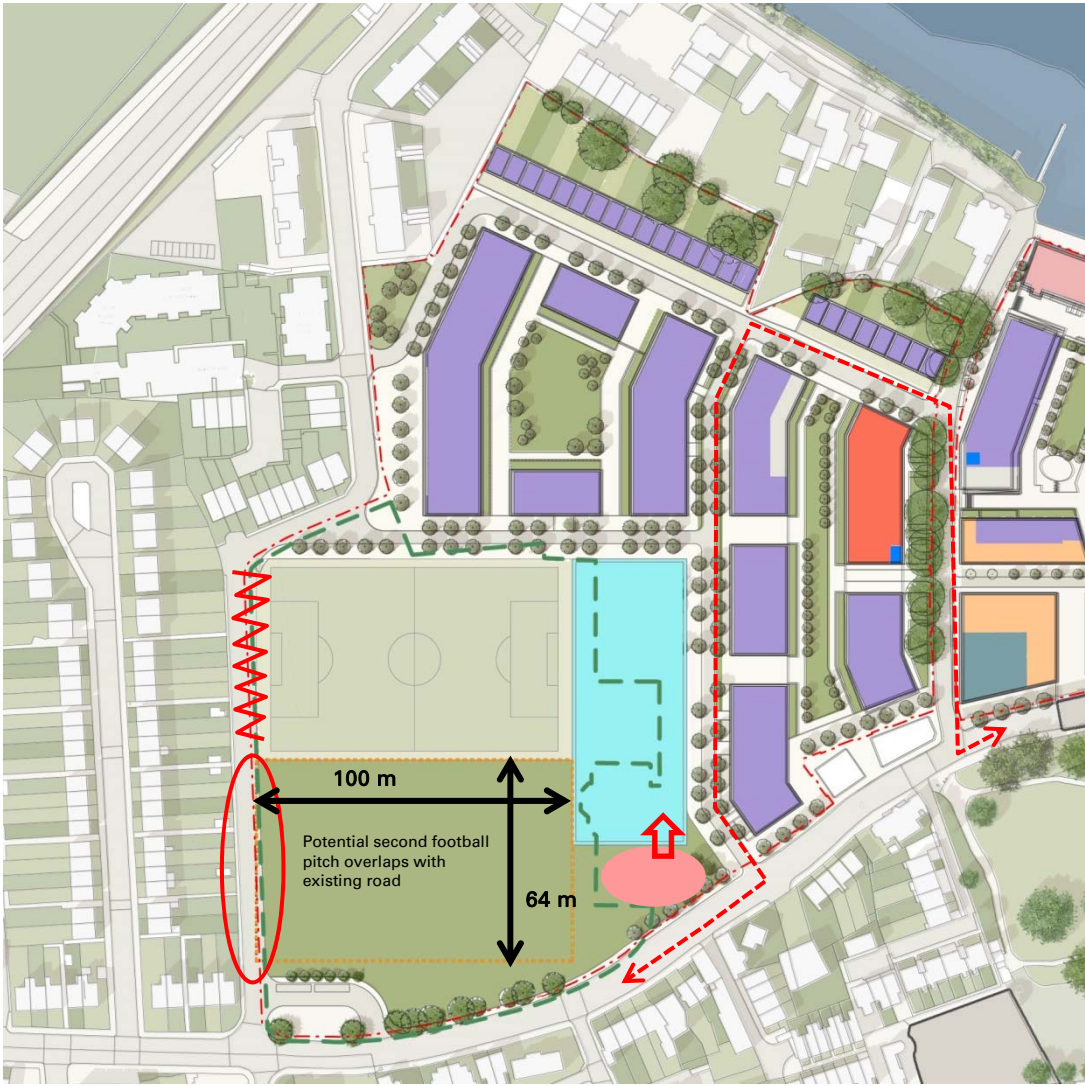 100 m
Potential second football
pitch overlaps with
existing road
64 m